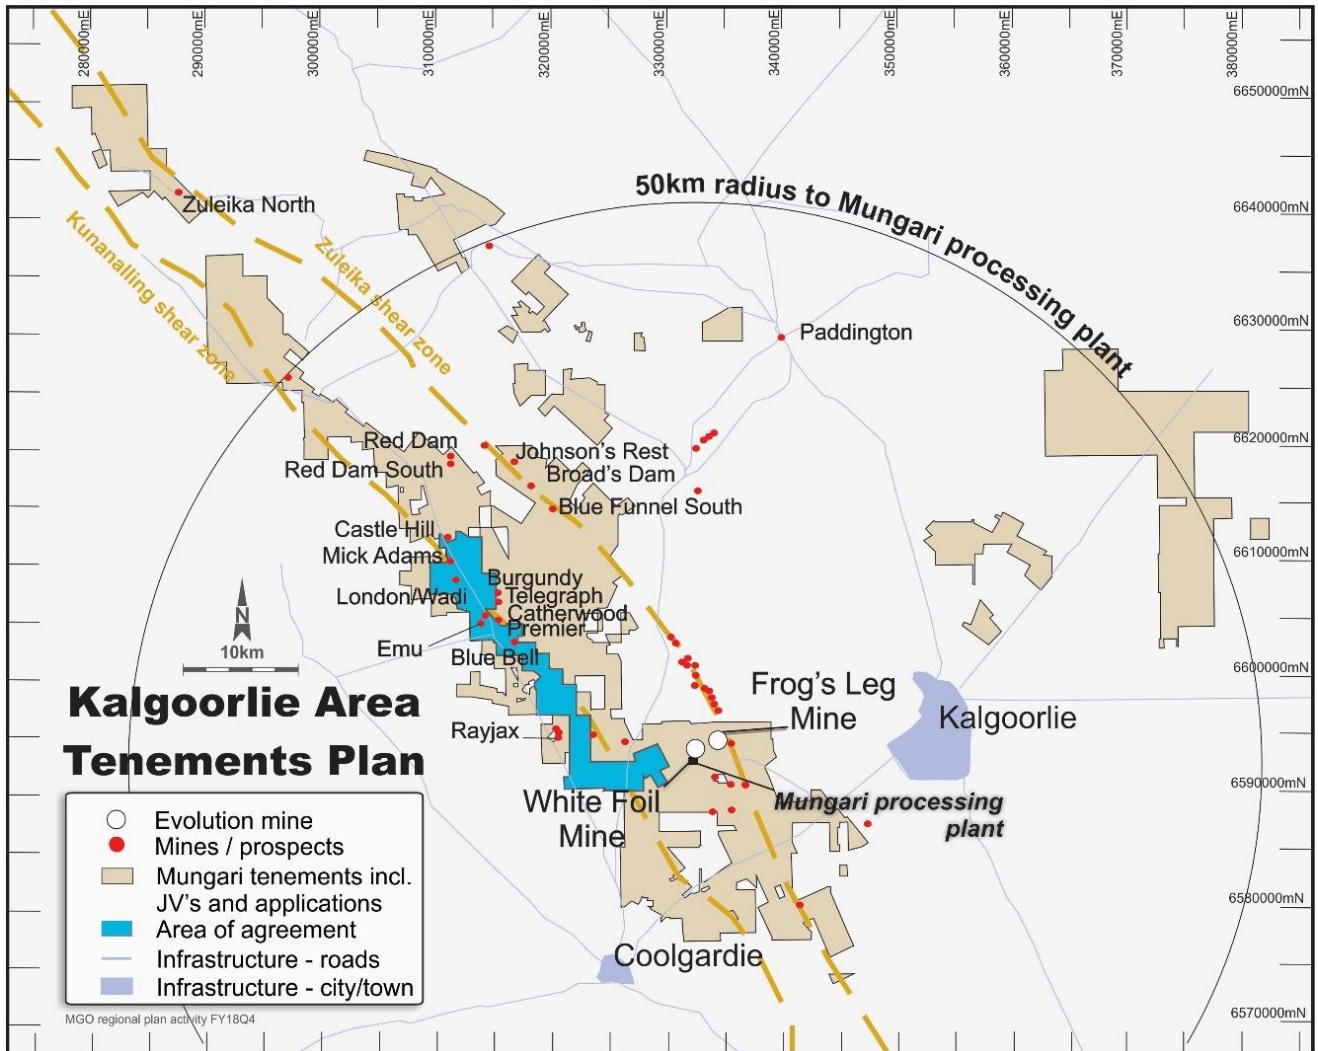 280000mE
290000mE
300000mE
310000mE
320000mE
330000mE
340000mE
350000mE
360000mE
370000mE
380000mE
6650000mN
6640000mN
6630000mN
6620000mN
6610000mN
6600000mN
6590000mN
6580000mN
6570000mN
50km radius to Mungari processing plant
Zuleika North
Kunanalling shear zone
Zuleika shear zone
Paddington
Red Dam
Red Dam South
Johnson's Rest
Broad's Dam
Blue Funnel South
Castle Hill
Mick Adams
London/Wadi
Burgundy
Telegraph
Catherwood
Premier
Emu
Blue Bell
Rayjax
N
10km
Frog's Leg
Mine
Kalgoorlie
White Foil
Mine
Mungari processing
plant
Coolgardie
Kalgoorlie Area
Tenements Plan
Evolution mine
Mines / prospects
Mungari tenements incl.
JV's and applications
Area of agreement
Infrastructure - roads
Infrastructure - city/town
MGO regional plan activity FY18Q4